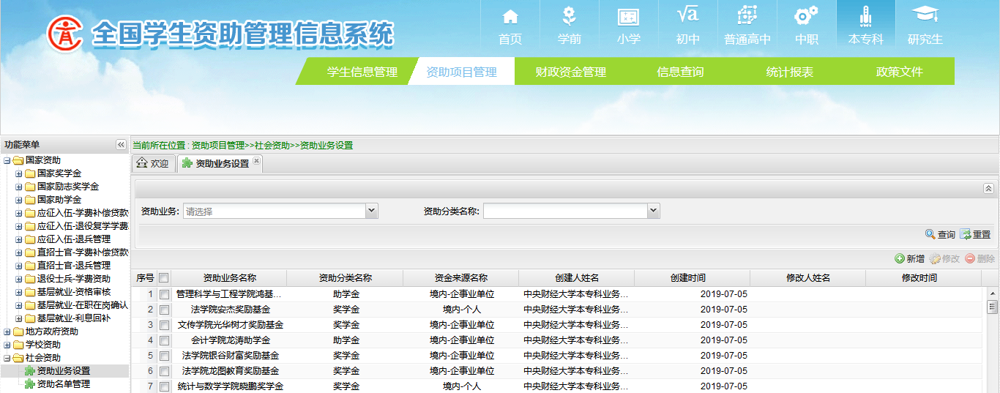 全国学生资助管理信息系统
首页 学前 小学 初中 普通高中 中职 本专科 研究生
学生信息管理 资助项目管理 财政资金管理 信息查询 统计报表 政策文件
功能菜单
国家资助
国家奖学金
国家励志奖学金
国家助学金
应征入伍-学费补偿贷款
应征入伍-退役复学学费
应征入伍-退兵管理
直招士官-学费补偿贷款
直招士官-退兵管理
退役士兵-学费资助
基层就业-资格审核
基层就业-在职在岗确认
基层就业-利息回补
地方政府资助
学校资助
社会资助
资助业务设置
资助名单管理
当前所在位置 : 资助项目管理>>社会资助>>资助业务设置
欢迎 资助业务设置
资助业务: 请选择 资助分类名称:
查询 重置
新增 修改 删除
序号 资助业务名称 资助分类名称 资金来源名称 创建人姓名 创建时间 修改人姓名 修改时间
1 管理科学与工程学院鸿基... 助学金 境内-企事业单位 中央财经大学本专科业务... 2019-07-05
2 法学院安杰奖励基金 奖学金 境内-个人 中央财经大学本专科业务... 2019-07-05
3 文传学院光华树才奖励基金 奖学金 境内-企事业单位 中央财经大学本专科业务... 2019-07-05
4 会计学院龙涛助学金 助学金 境内-企事业单位 中央财经大学本专科业务... 2019-07-05
5 法学院银谷财富奖励基金 奖学金 境内-企事业单位 中央财经大学本专科业务... 2019-07-05
6 法学院龙图教育奖励基金 奖学金 境内-企事业单位 中央财经大学本专科业务... 2019-07-05
7 统计与数学学院晓鹏奖学金 奖学金 境内-个人 中央财经大学本专科业务... 2019-07-05